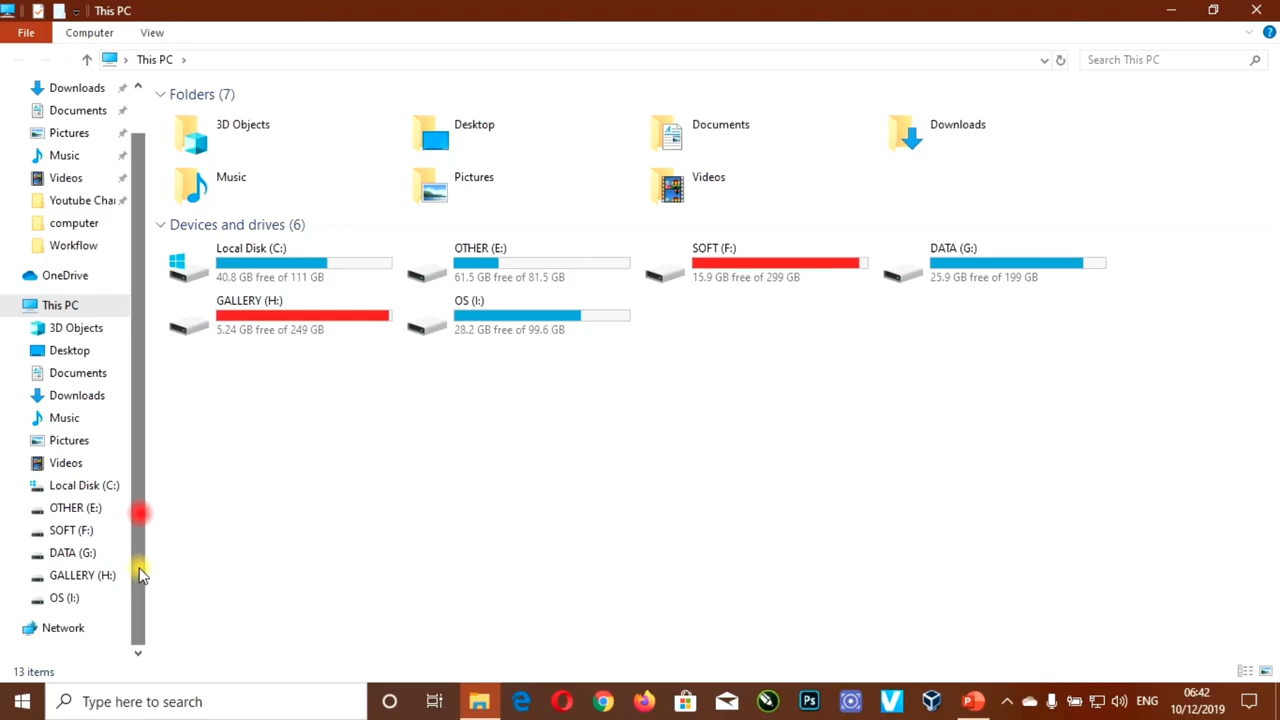 This PC
File Computer View
This PC
Search This PC
Downloads
Documents
Pictures
Music
Videos
Youtube Cha
computer
Workflow
OneDrive
This PC
3D Objects
Desktop
Documents
Downloads
Music
Pictures
Videos
Local Disk (C:)
OTHER (E:)
SOFT (F:)
DATA (G:)
GALLERY (H:)
OS (I:)
Network
Folders (7)
3D Objects
Desktop
Documents
Downloads
Music
Pictures
Videos
Devices and drives (6)
Local Disk (C:)
40.8 GB free of 111 GB
OTHER (E:)
61.5 GB free of 81.5 GB
SOFT (F:)
15.9 GB free of 299 GB
DATA (G:)
25.9 GB free of 199 GB
GALLERY (H:)
5.24 GB free of 249 GB
OS (I:)
28.2 GB free of 99.6 GB
13 items
Type here to search
Ps
ENG
06:42
10/12/2019